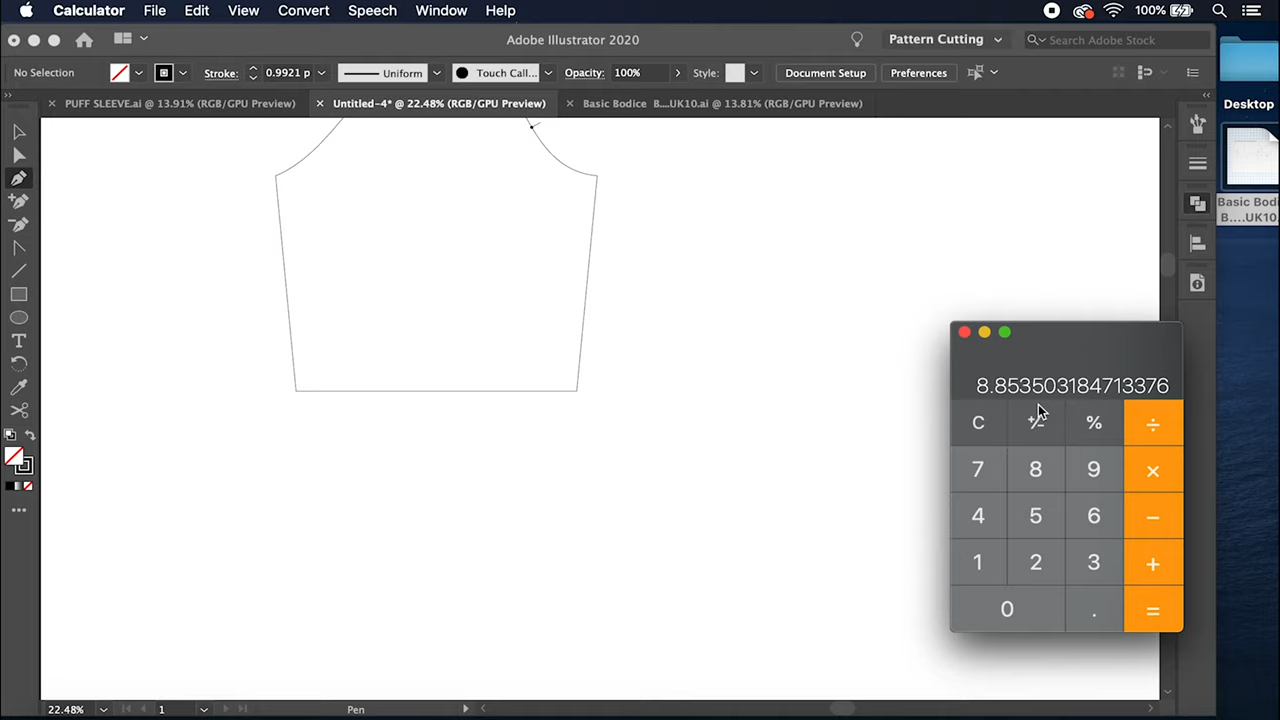 Calculator File Edit View Convert Speech Window Help 100%
Adobe Illustrator 2020 Pattern Cutting Search Adobe Stock
No Selection Stroke: 0.9921 p Uniform Touch Call... Opacity: 100% Style: Document Setup Preferences
PUFF SLEEVE.ai @ 13.91% (RGB/GPU Preview) Untitled-4* @ 22.48% (RGB/GPU Preview) Basic Bodice B....UK10.ai @ 13.81% (RGB/GPU Preview)
Desktop
Basic Bodi
B....UK10
8.853503184713376
C +/- % ÷
7 8 9 ×
4 5 6 −
1 2 3 +
0 . =
22.48% 1 Pen